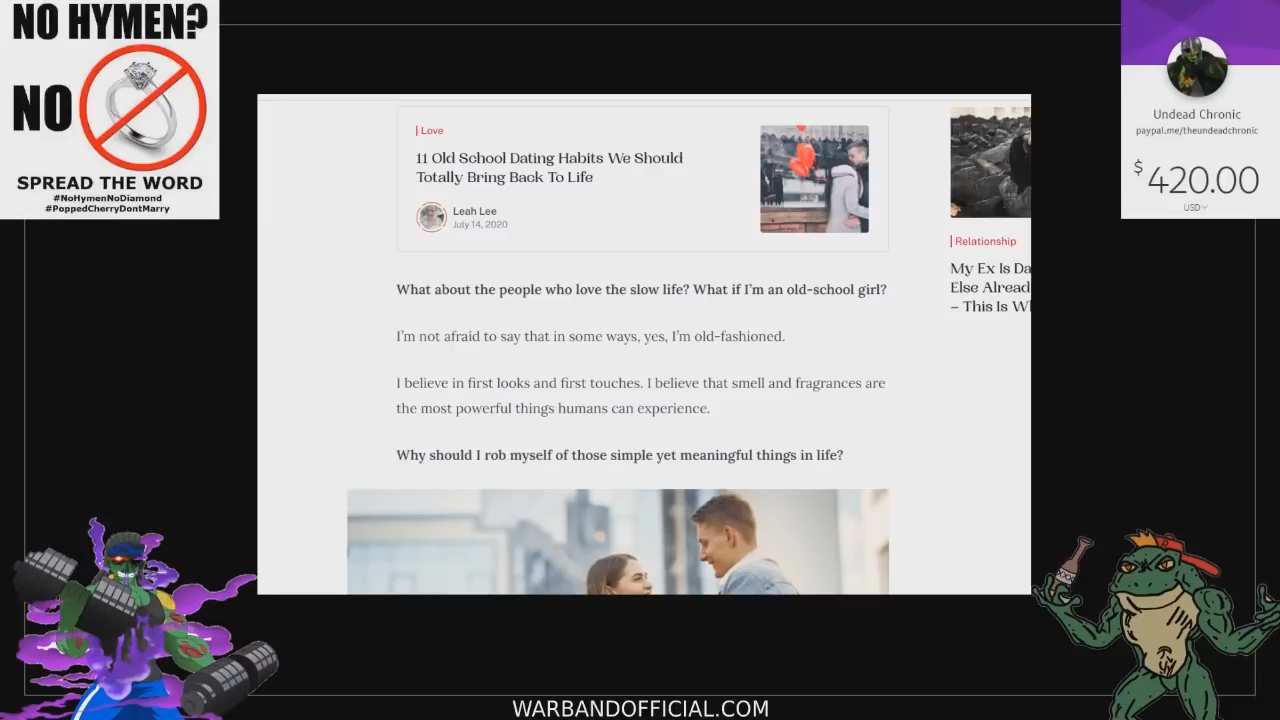 NO HYMEN?
NO
SPREAD THE WORD
#NoHymenNoDiamond
#PoppedCherryDontMarry
Undead Chronic
paypal.me/theundeadchronic
$420.00
USD
Love
11 Old School Dating Habits We Should
Totally Bring Back To Life
Leah Lee
July 14, 2020
Relationship
My Ex Is Da
Else Alread
– This Is W
What about the people who love the slow life? What if I'm an old-school girl?
I'm not afraid to say that in some ways, yes, I'm old-fashioned.
I believe in first looks and first touches. I believe that smell and fragrances are
the most powerful things humans can experience.
Why should I rob myself of those simple yet meaningful things in life?
WARBANDOFFICIAL.COM